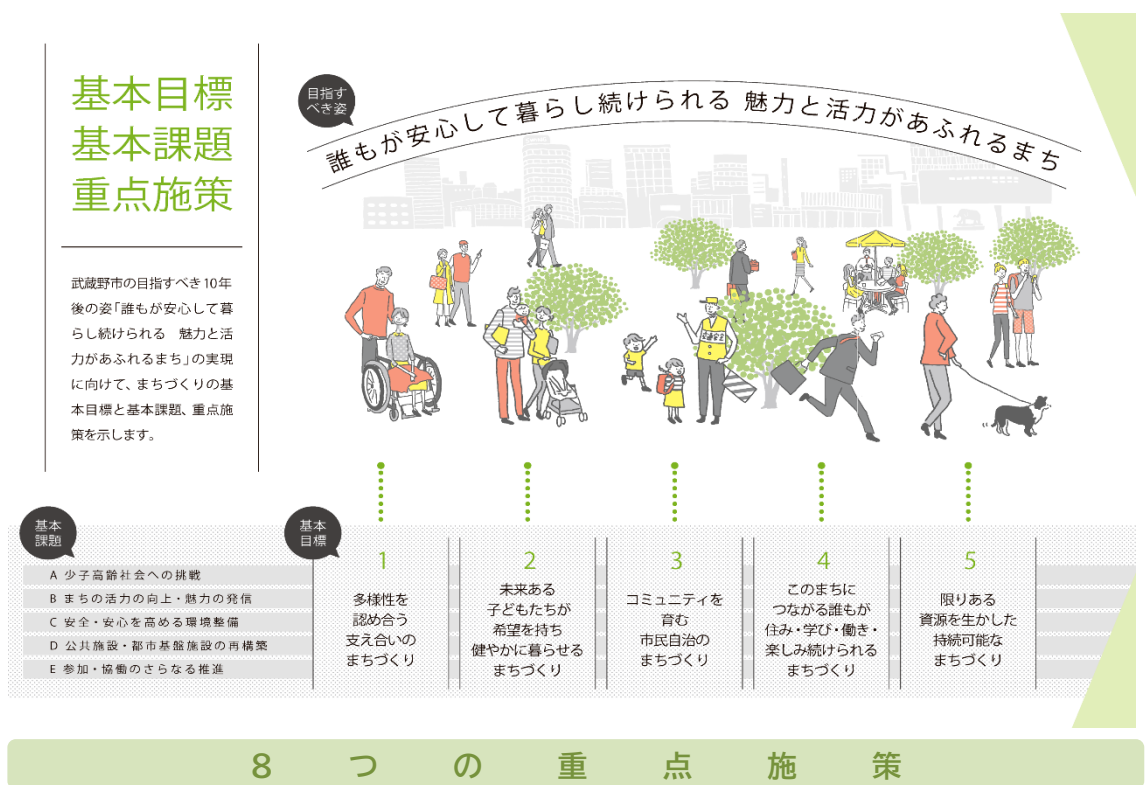 基本目標
基本課題
重点施策
武蔵野市の目指すべき10年
後の姿「誰もが安心して暮
らし続けられる　魅力と活
力があふれるまち」の実現
に向けて、まちづくりの基
本目標と基本課題、重点施
策を示します。
目指す
べき姿
誰もが安心して暮らし続けられる 魅力と活力があふれるまち
交通安全
基本
課題
A 少子高齢社会への挑戦
B まちの活力の向上・魅力の発信
C 安全・安心を高める環境整備
D 公共施設・都市基盤施設の再構築
E 参加・協働のさらなる推進
基本
目標
1
多様性を
認め合う
支え合いの
まちづくり
2
未来ある
子どもたちが
希望を持ち
健やかに暮らせる
まちづくり
3
コミュニティを
育む
市民自治の
まちづくり
4
このまちに
つながる誰もが
住み・学び・働き・
楽しみ続けられる
まちづくり
5
限りある
資源を生かした
持続可能な
まちづくり
8つの重点施策